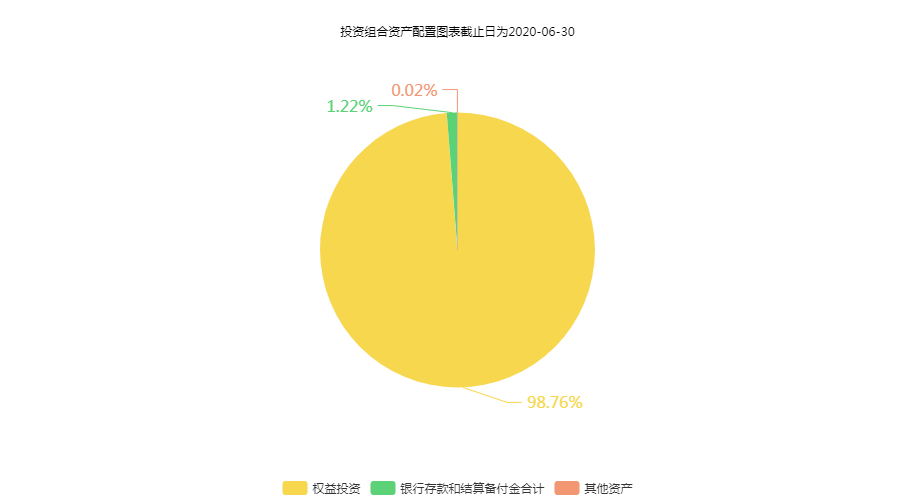 投资组合资产配置图表截止日为2020-06-30
0.02%
1.22%
98.76%
权益投资 银行存款和结算备付金合计 其他资产